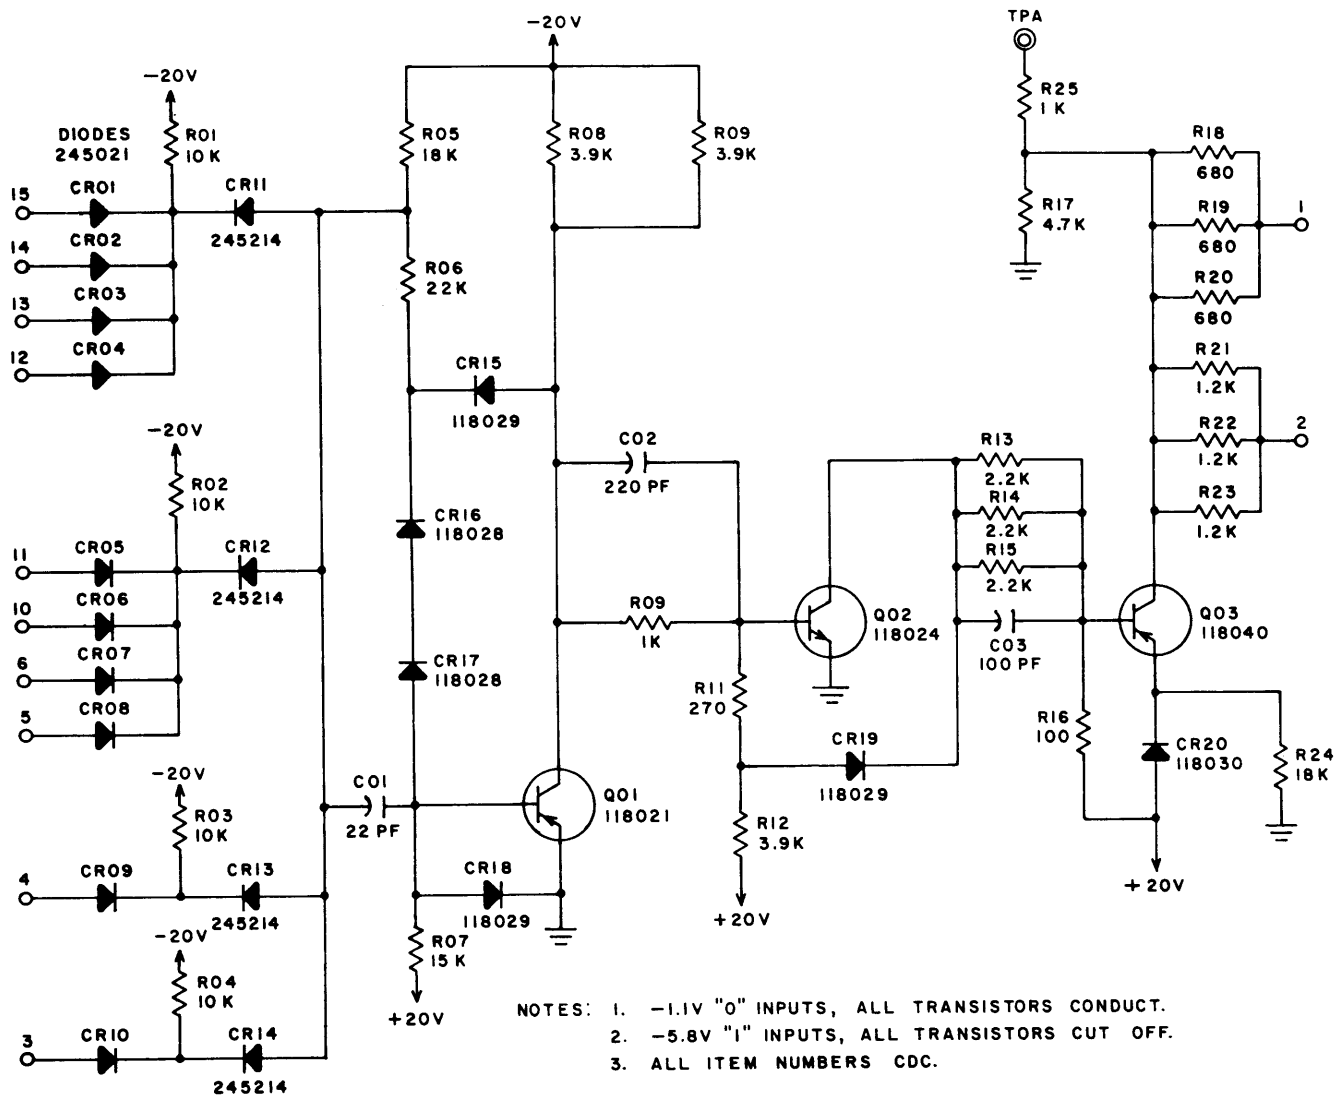 -20V
TPA
-20V
R25
1K
DIODES
245021
R01
10K
R05
18K
R08
3.9K
R09
3.9K
R18
680
15
CR01
CR11
245214
R17
4.7K
R19
680
1
14
CR02
R06
22K
R20
680
13
CR03
12
CR04
CR15
118029
R21
1.2K
-20V
C02
220 PF
R13
2.2K
R22
1.2K
2
R02
10K
R14
2.2K
R23
1.2K
CR16
118028
11
CR05
CR12
245214
R15
2.2K
10
CR06
R09
1K
Q02
118024
C03
100 PF
Q03
118040
6
CR07
CR17
118028
R11
270
5
CR08
R16
100
CR19
118029
CR20
118030
R24
18K
-20V
C01
22 PF
Q01
118021
R03
10K
R12
3.9K
4
CR09
CR13
245214
CR18
118029
+20V
+20V
-20V
R07
15K
R04
10K
+20V
3
CR10
CR14
245214
NOTES: 1. -1.1V "0" INPUTS, ALL TRANSISTORS CONDUCT.
2. -5.8V "1" INPUTS, ALL TRANSISTORS CUT OFF.
3. ALL ITEM NUMBERS CDC.